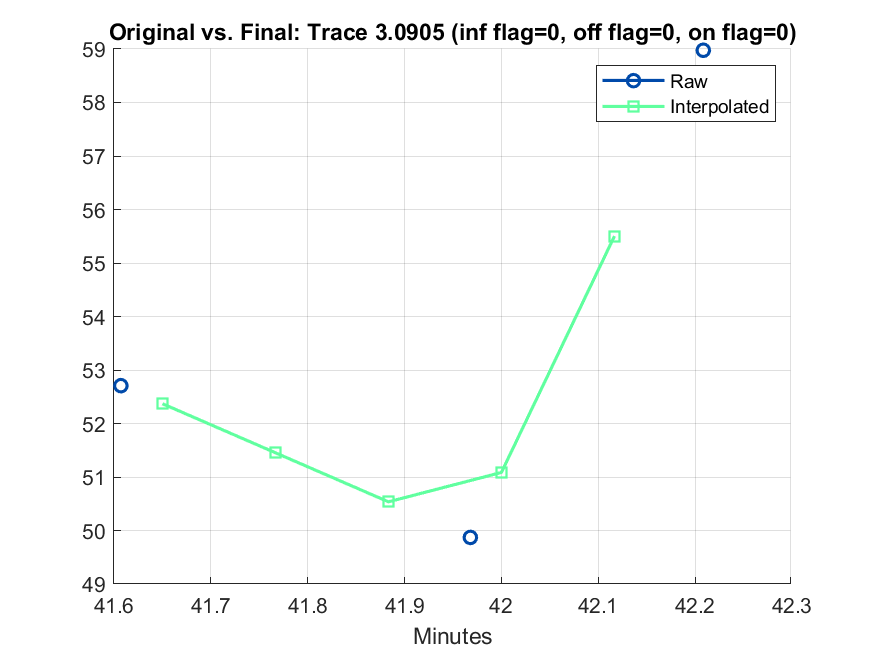 Original vs. Final: Trace 3.0905 (inf flag=0, off flag=0, on flag=0)
59
58
57
56
55
54
53
52
51
50
49
Raw
Interpolated
41.6 41.7 41.8 41.9 42 42.1 42.2 42.3
Minutes